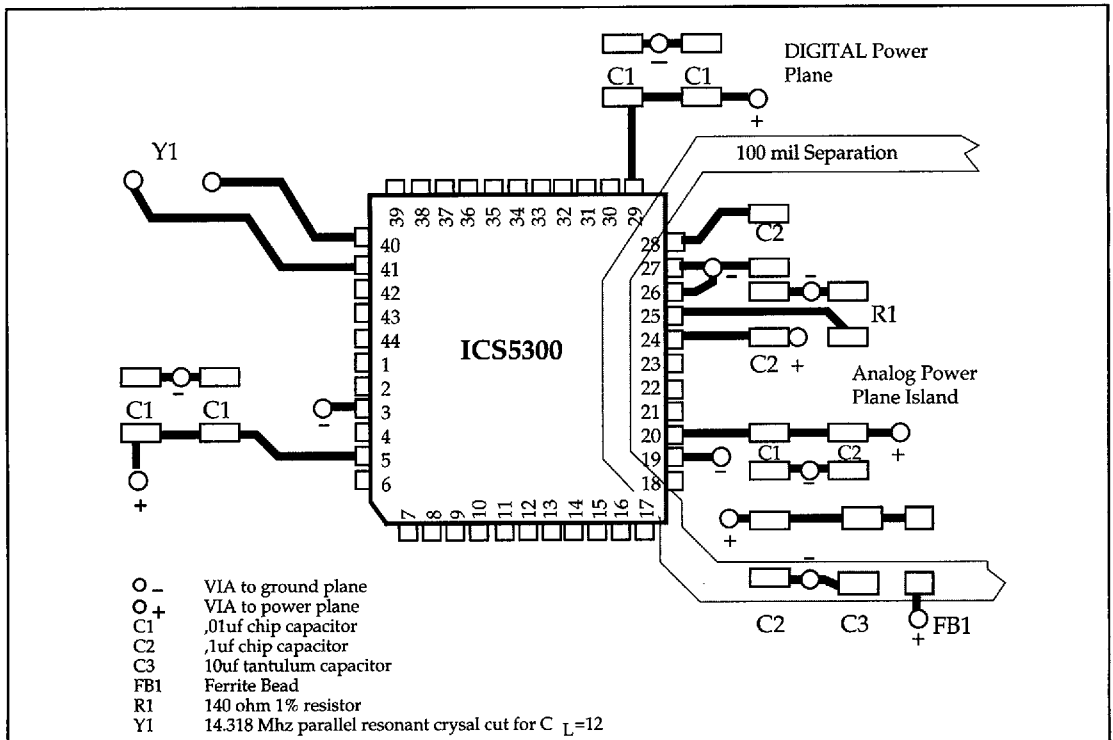 DIGITAL Power
Plane
−
C1 C1
+
100 mil Separation
Y1
39 38 37 36 35 34 33 32 31 30 29
40
41
42
43
44
1
2
3
4
5
6
ICS5300
28
27
26
25
24
23
22
21
20
19
18
7 8 9 10 11 12 13 14 15 16 17
C2
−
−
R1
C2 +
Analog Power
Plane Island
C1 C2
+
−
−
+
−
C2 C3 + FB1
−
C1 C1
−
+
− VIA to ground plane
+ VIA to power plane
C1 ,01uf chip capacitor
C2 ,1uf chip capacitor
C3 10uf tantulum capacitor
FB1 Ferrite Bead
R1 140 ohm 1% resistor
Y1 14.318 Mhz parallel resonant crysal cut for C L=12